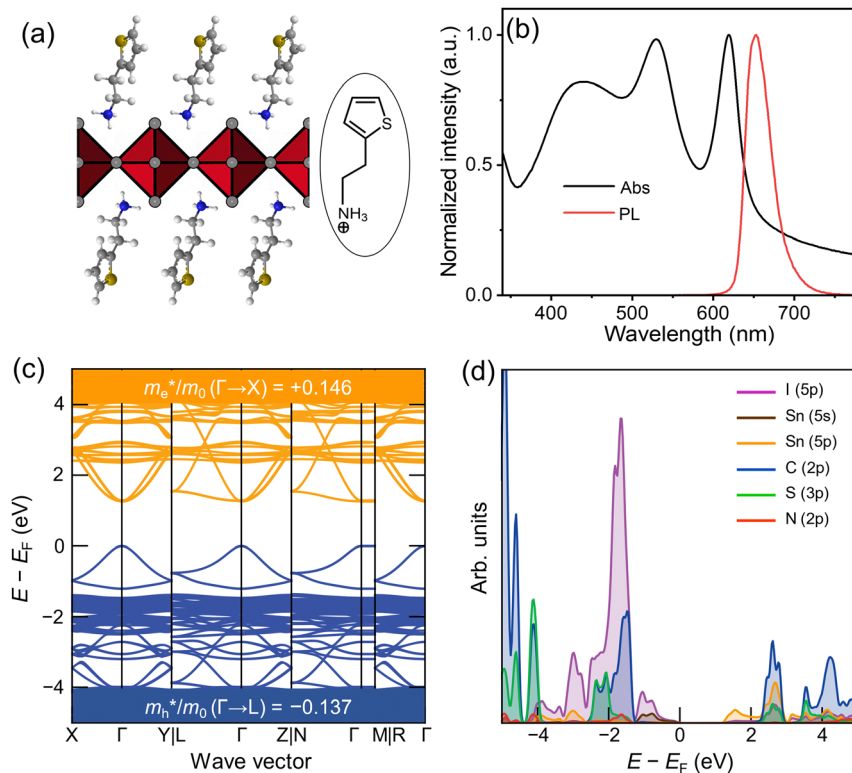 (a)
S
NH₃
⊕
(b)
Normalized intensity (a.u.)
1.0
0.5
0.0
Abs
PL
400 500 600 700
Wavelength (nm)
(c)
mₑ*/m₀ (Γ→X) = +0.146
E − E_F (eV)
4
2
0
−2
−4
mₕ*/m₀ (Γ→L) = −0.137
X Γ Y|L Γ Z|N Γ M|R Γ
Wave vector
(d)
Arb. units
I (5p)
Sn (5s)
Sn (5p)
C (2p)
S (3p)
N (2p)
−4 −2 0 2 4
E − E_F (eV)